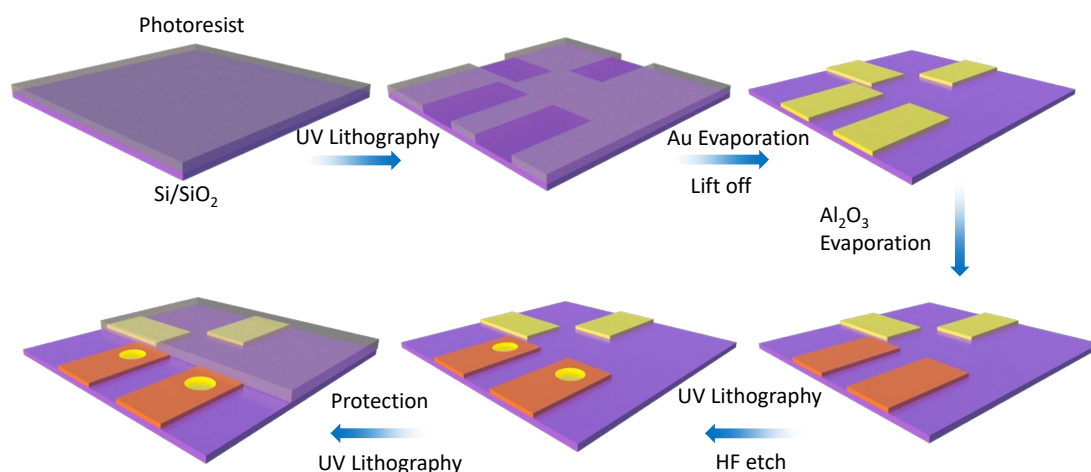 Photoresist
Si/SiO₂
UV Lithography
Au Evaporation
Lift off
Al₂O₃
Evaporation
UV Lithography
HF etch
Protection
UV Lithography